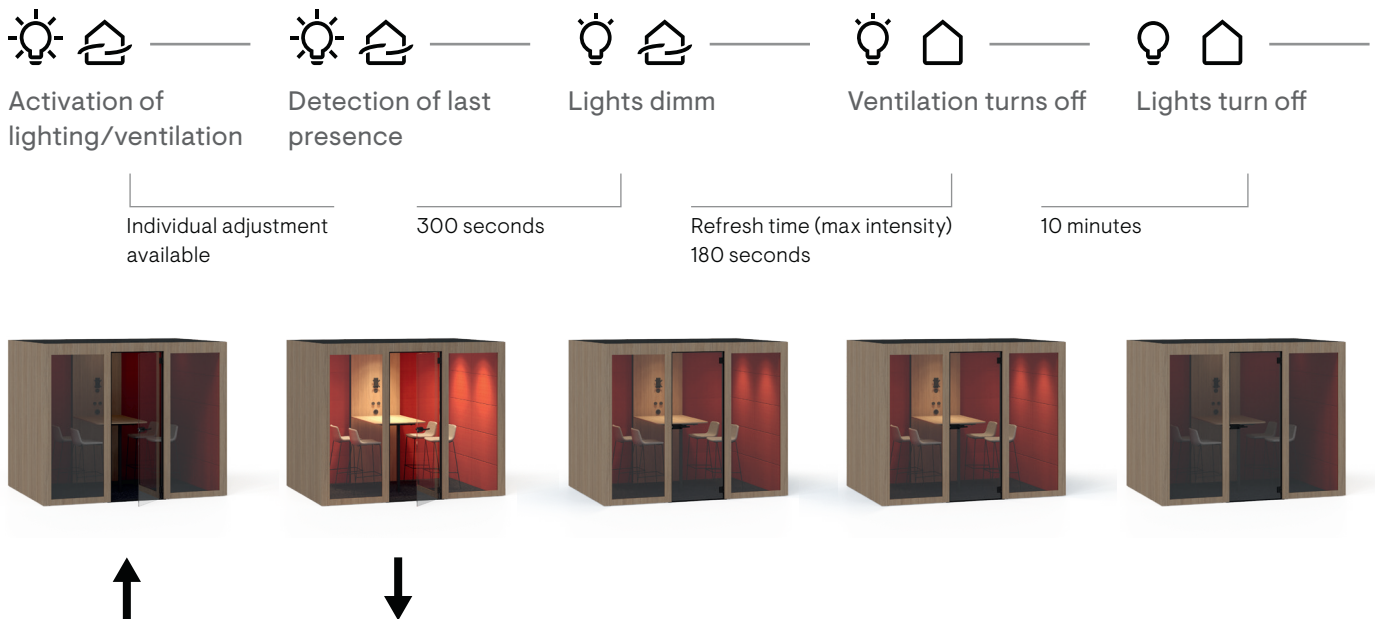 Activation of
lighting/ventilation
Detection of last
presence
Lights dimm
Ventilation turns off
Lights turn off
Individual adjustment
available
300 seconds
Refresh time (max intensity)
180 seconds
10 minutes